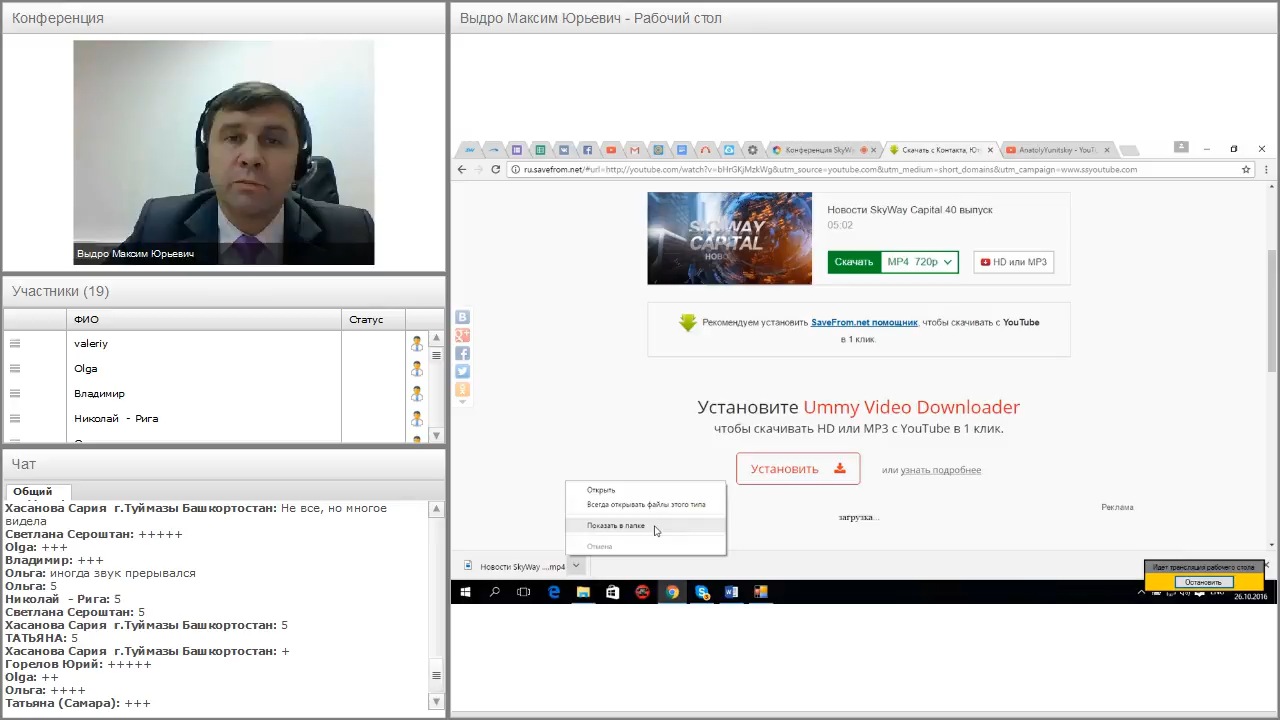 Конференция
Выдро Максим Юрьевич
Участники (19)
ФИО
Статус
valeriy
Olga
Владимир
Николай - Рига
Чат
Общий
Хасанова Сария г.Туймазы Башкортостан: Не все, но многое
видела
Светлана Сероштан: +++++
Olga: +++
Владимир: +++
Ольга: иногда звук прерывался
Ольга: 5
Николай - Рига: 5
Светлана Сероштан: 5
Хасанова Сария г.Туймазы Башкортостан: 5
ТАТЬЯНА: 5
Хасанова Сария г.Туймазы Башкортостан: +
Горелов Юрий: +++++
Olga: ++
Ольга: ++++
Татьяна (Самара): +++
Выдро Максим Юрьевич - Рабочий стол
Конференция SkyWa
Скачать с Контакта, Ют
AnatolyYunitskiy - YouTu
ru.savefrom.net/#url=http://youtube.com/watch?v=bHrGKjMzkWg&utm_source=youtube.com&utm_medium=short_domains&utm_campaign=www.ssyoutube.com
SKYWAY
CAPITAL
НОВО
Новости SkyWay Capital 40 выпуск
05:02
Скачать MP4 720p
HD или MP3
Рекомендуем установить SaveFrom.net помощник, чтобы скачивать с YouTube
в 1 клик.
Установите Ummy Video Downloader
чтобы скачивать HD или MP3 с YouTube в 1 клик.
Установить
или узнать подробнее
Реклама
загрузка...
Открыть
Всегда открывать файлы этого типа
Показать в папке
Отмена
Новости SkyWay ....mp4
Идет трансляция рабочего стола
Остановить
26.10.2016